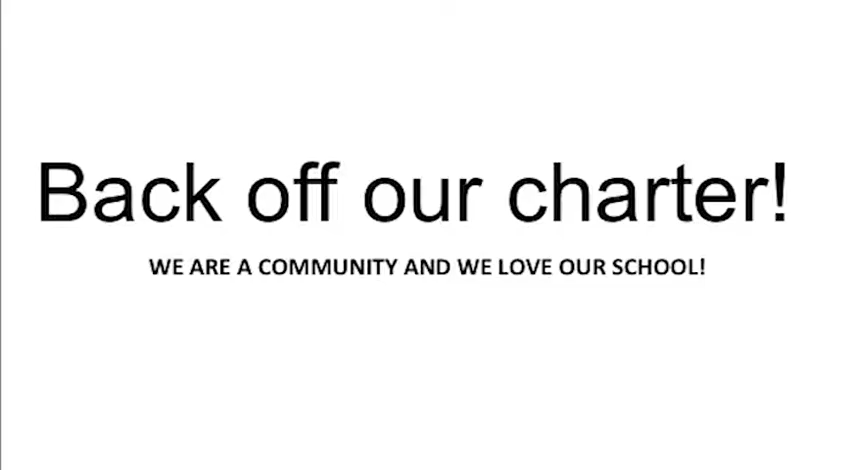 Back off our charter!
WE ARE A COMMUNITY AND WE LOVE OUR SCHOOL!